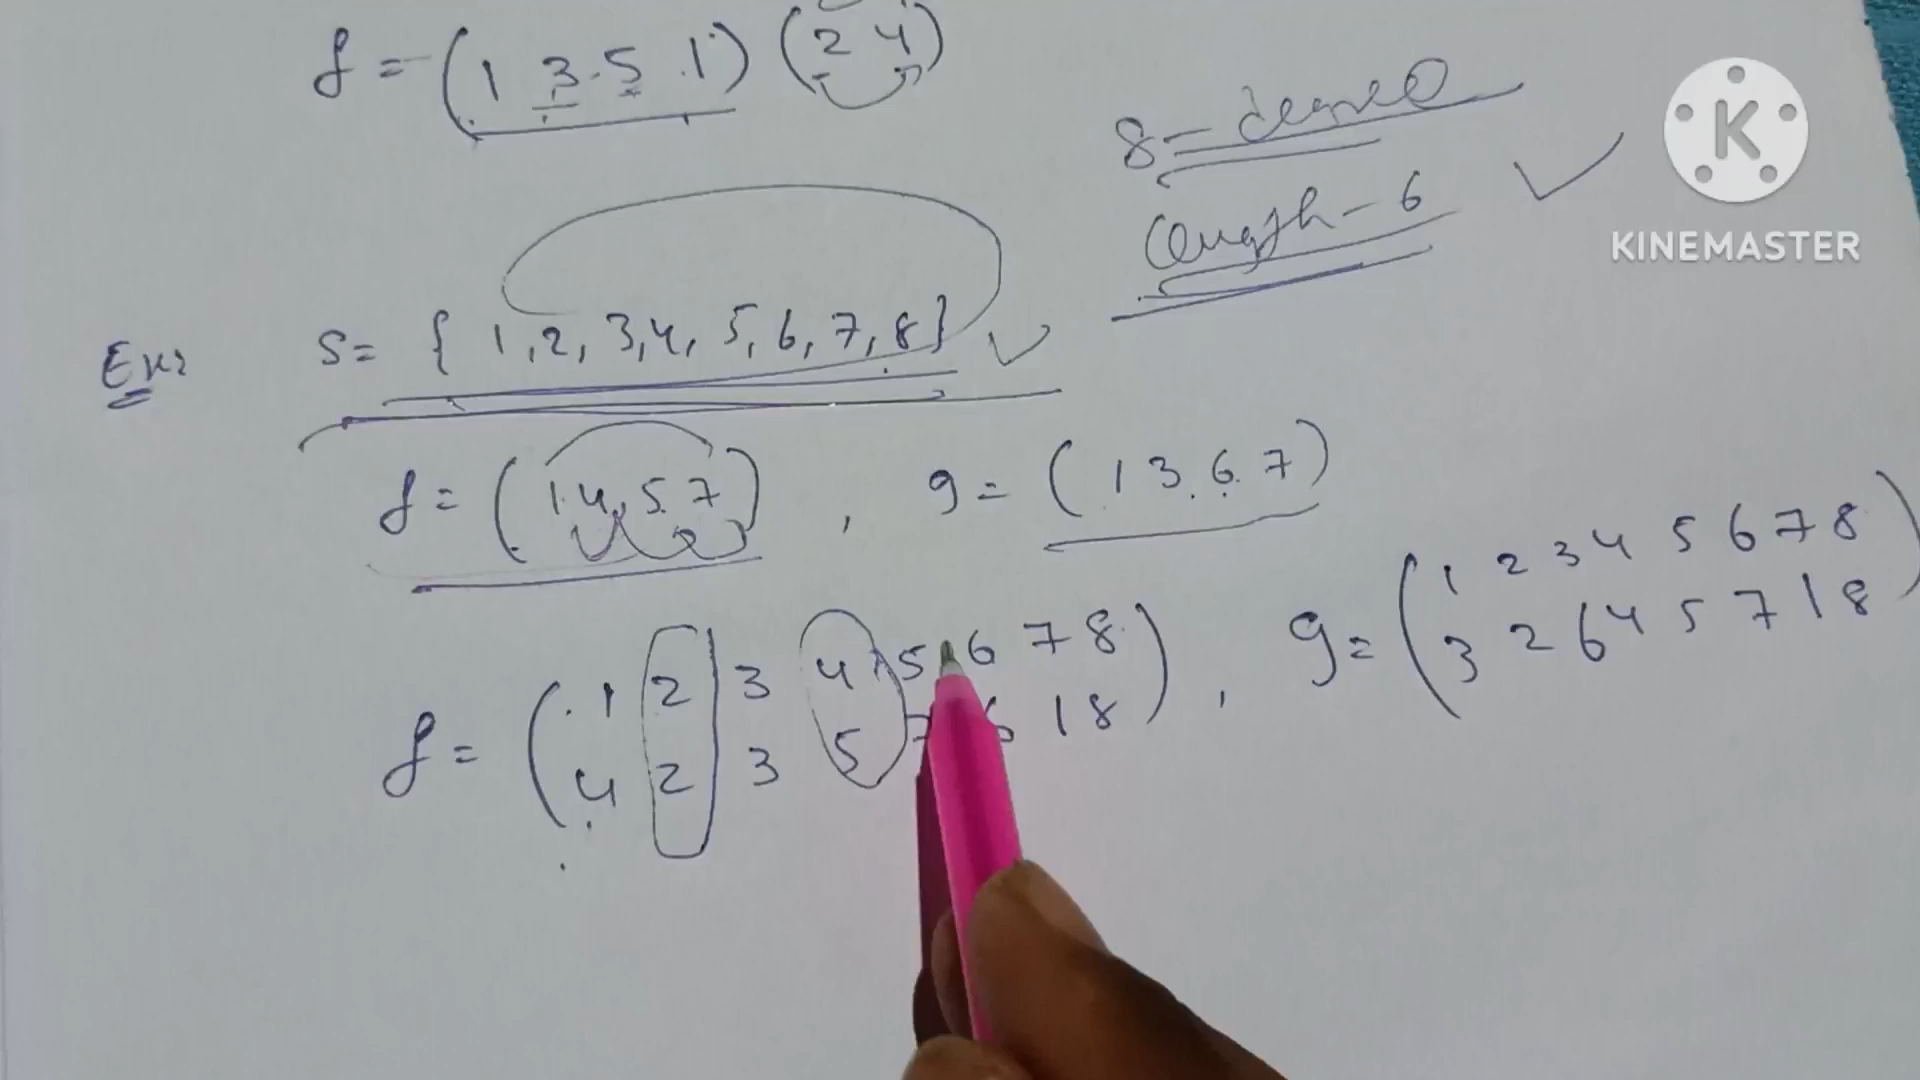 f = (1 3 5 1) (2 4)
8 - degree
length - 6
K
KINEMASTER
Ex:
S = { 1, 2, 3, 4, 5, 6, 7, 8 }
f = ( 1 4 5 7 ) , g = ( 1 3 6 7 )
f = ( 1 2 3 4 5 6 7 8 ) , g = ( 1 2 3 4 5 6 7 8 )
4 2 3 5 7 6 1 8
3 2 6 4 5 7 1 8